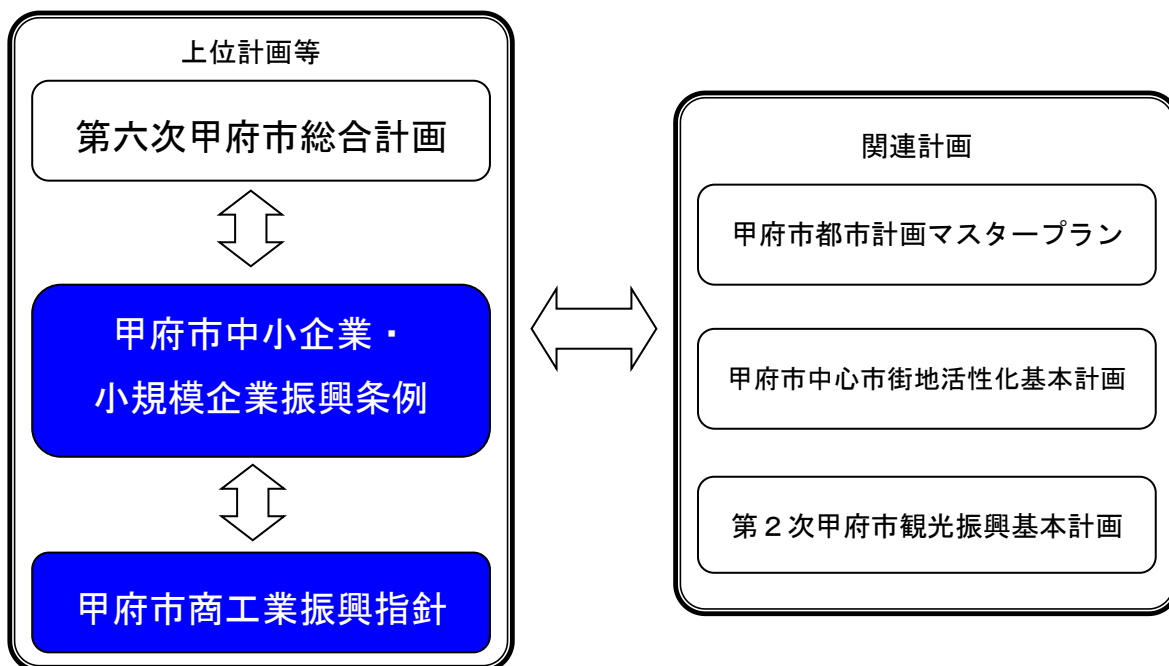 上位計画等
第六次甲府市総合計画
甲府市中小企業・
小規模企業振興条例
甲府市商工業振興指針
関連計画
甲府市都市計画マスタープラン
甲府市中心市街地活性化基本計画
第２次甲府市観光振興基本計画